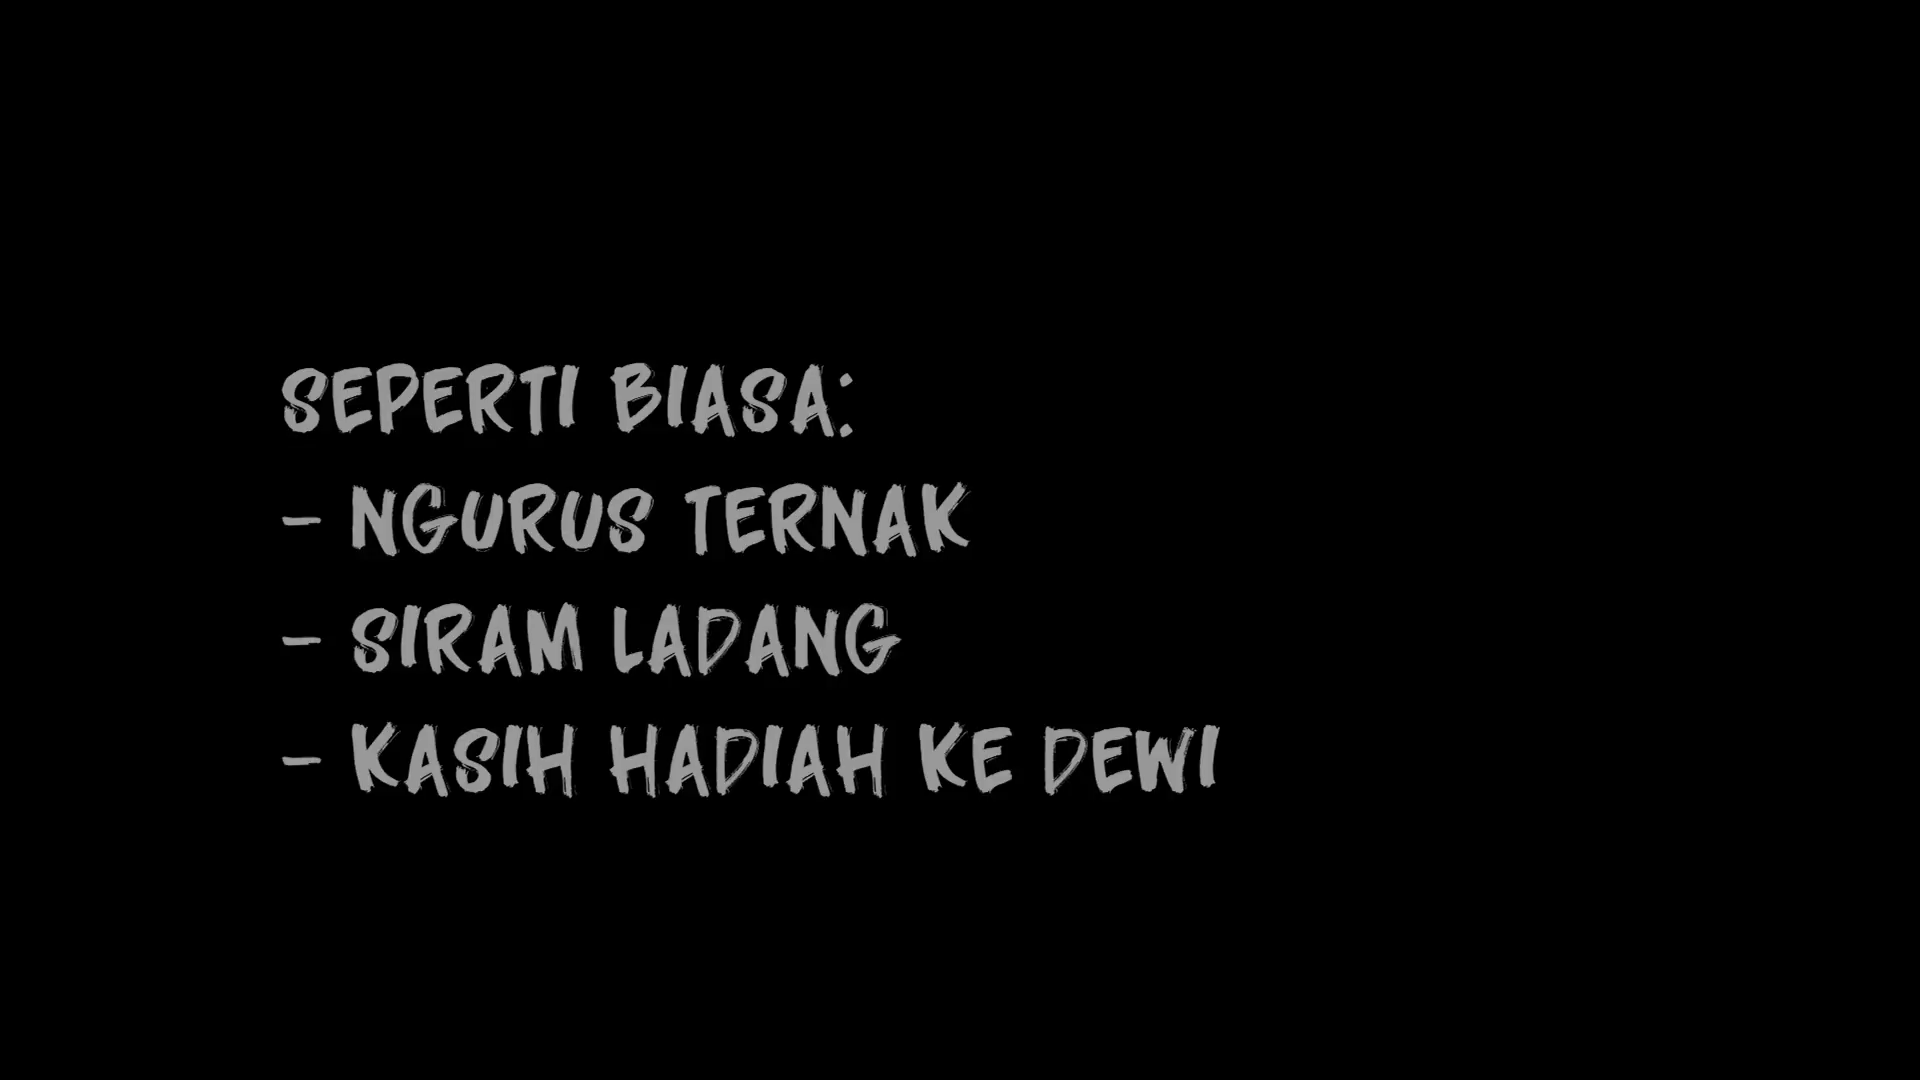 SEPERTI BIASA:
- NGURUS TERNAK
- SIRAM LADANG
- KASIH HADIAH KE DEWI